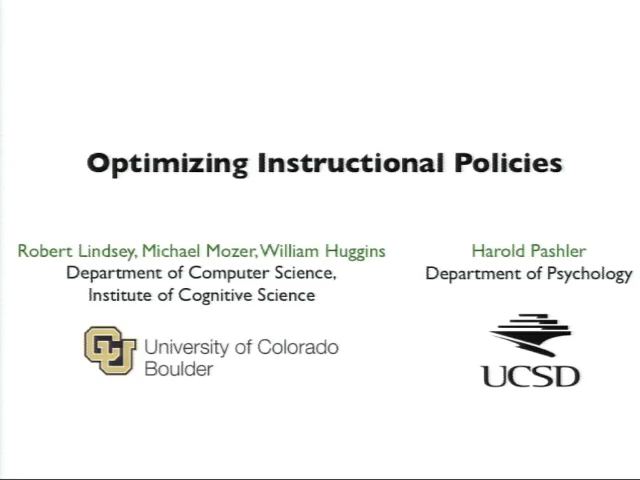 Optimizing Instructional Policies
Robert Lindsey, Michael Mozer, William Huggins
Department of Computer Science,
Institute of Cognitive Science
CU
University of Colorado
Boulder
Harold Pashler
Department of Psychology
UCSD